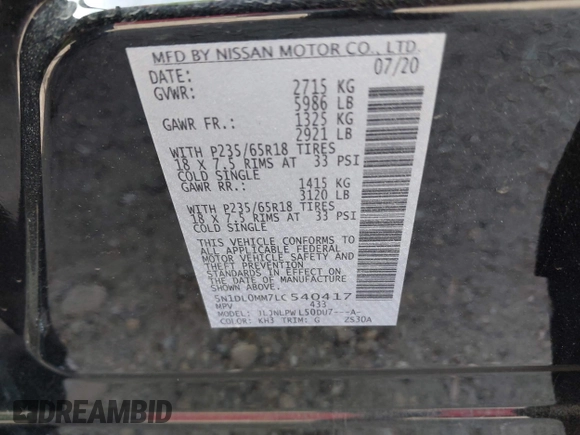 MFD BY NISSAN MOTOR CO., LTD.
DATE: 07/20
GVWR: 2715 KG
5986 LB
GAWR FR.: 1325 KG
2921 LB
WITH P235/65R18 TIRES
18 X 7.5 RIMS AT 33 PSI
COLD SINGLE
GAWR RR.: 1415 KG
3120 LB
WITH P235/65R18 TIRES
18 X 7.5 RIMS AT 33 PSI
COLD SINGLE
THIS VEHICLE CONFORMS TO
ALL APPLICABLE FEDERAL
MOTOR VEHICLE SAFETY AND
THEFT PREVENTION
STANDARDS IN EFFECT ON
THE DATE OF MANUFACTURE
SHOWN ABOVE.
5N1DL0MM7LC540417
MPV 433
MODEL: JLJNLPWL50DU7---A-
COLOR: KH3 TRIM: G ZS30A
DREAMBID